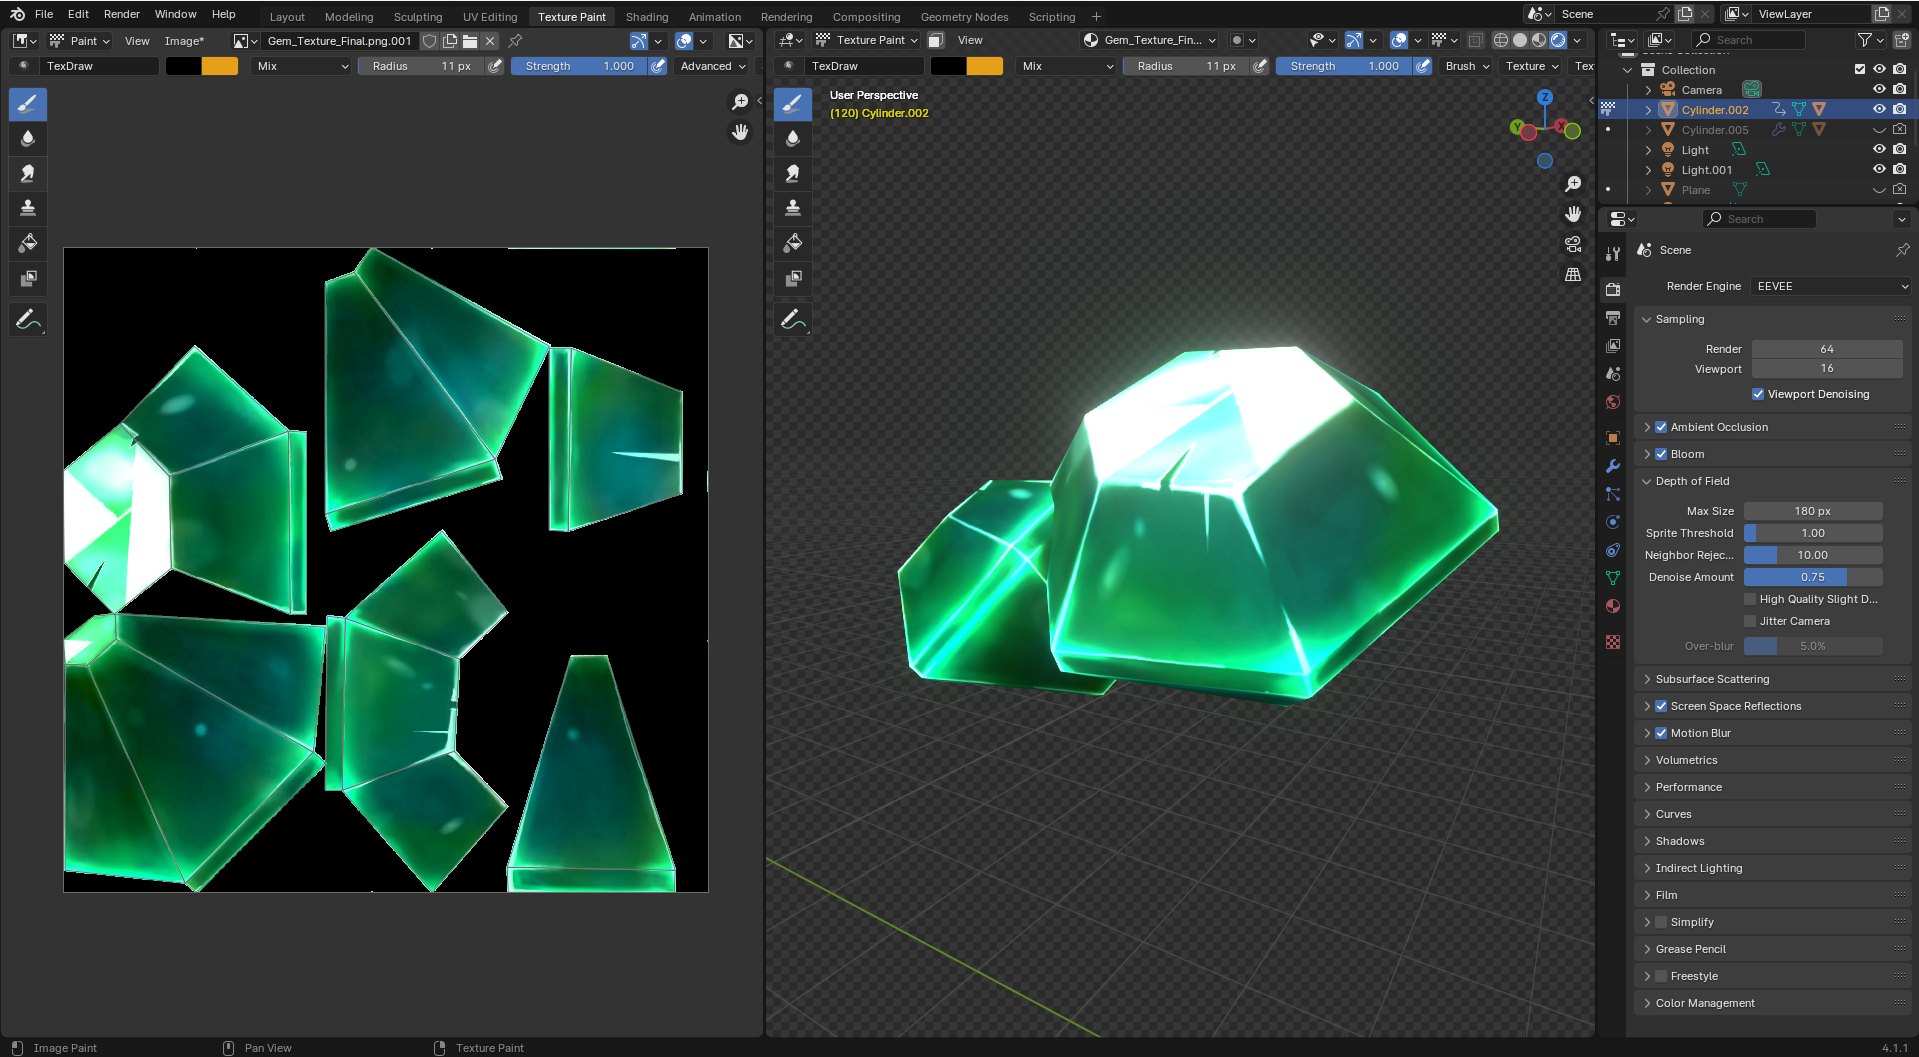 File Edit Render Window Help Layout Modeling Sculpting UV Editing Texture Paint Shading Animation Rendering Compositing Geometry Nodes Scripting + Scene ViewLayer
Paint View Image* Gem_Texture_Final.png.001 Texture Paint View Gem_Texture_Fin... Search
TexDraw Mix Radius 11 px Strength 1.000 Advanced TexDraw Mix Radius 11 px Strength 1.000 Brush Texture Tex
Collection
Camera
Cylinder.002
Cylinder.005
Light
Light.001
Plane
User Perspective
(120) Cylinder.002
Z
Y
X
Search
Scene
Render Engine EEVEE
Sampling
Render 64
Viewport 16
Viewport Denoising
Ambient Occlusion
Bloom
Depth of Field
Max Size 180 px
Sprite Threshold 1.00
Neighbor Rejec... 10.00
Denoise Amount 0.75
High Quality Slight D...
Jitter Camera
Over-blur 5.0%
Subsurface Scattering
Screen Space Reflections
Motion Blur
Volumetrics
Performance
Curves
Shadows
Indirect Lighting
Film
Simplify
Grease Pencil
Freestyle
Color Management
Image Paint Pan View Texture Paint 4.1.1